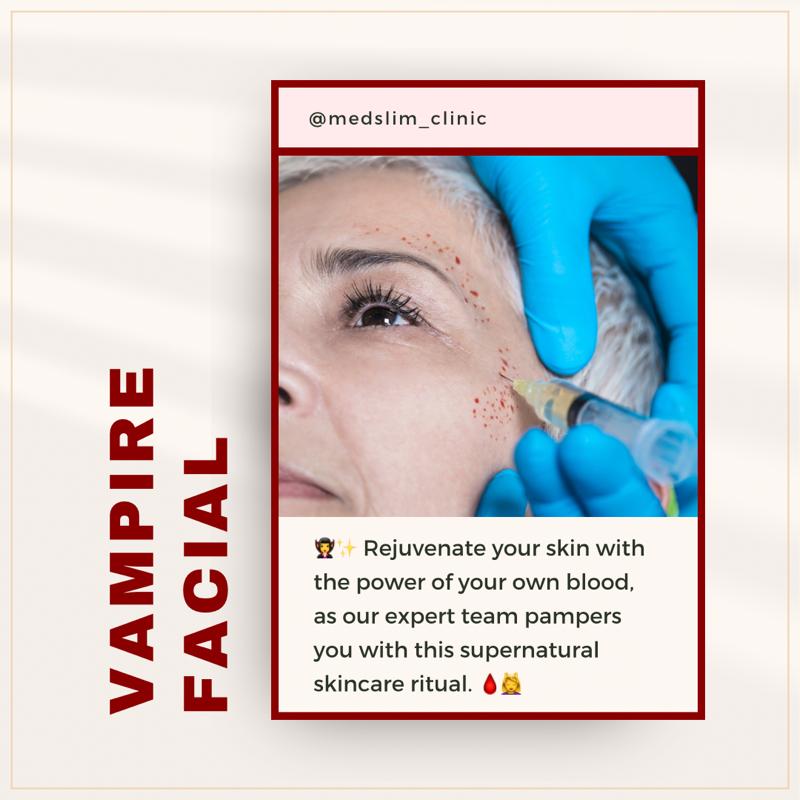 VAMPIRE
FACIAL
@medslim_clinic
🧛‍♀️✨ Rejuvenate your skin with
the power of your own blood,
as our expert team pampers
you with this supernatural
skincare ritual. 🩸💆‍♀️